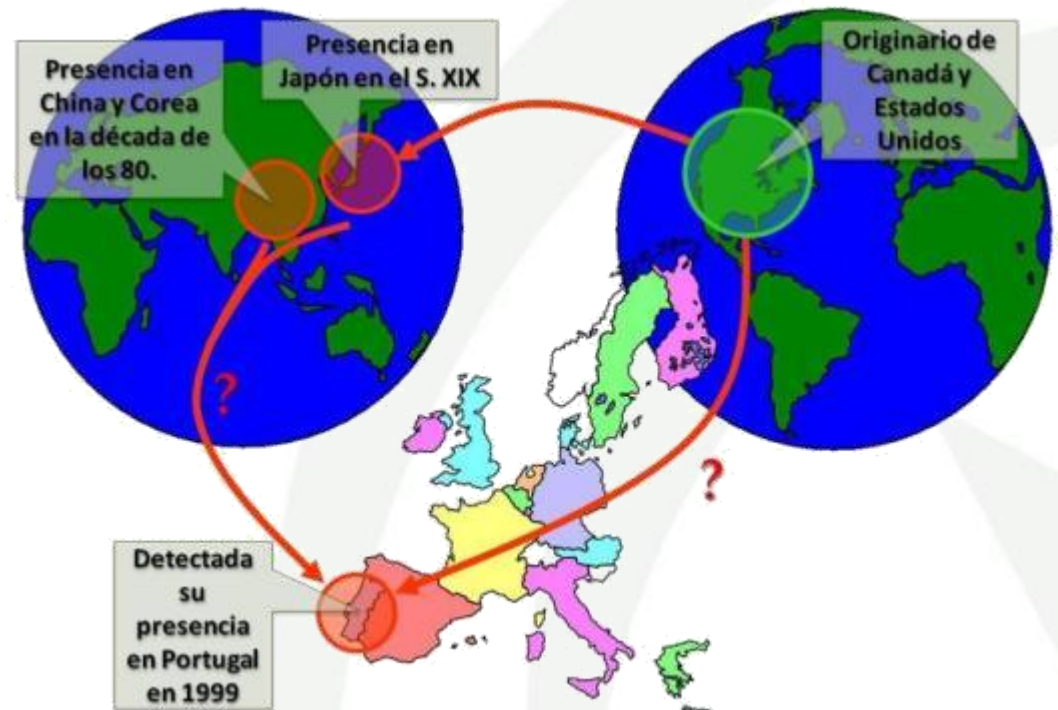 Presencia en
China y Corea
en la década de
los 80.
Presencia en
Japón en el S. XIX
Originario de
Canadá y
Estados
Unidos
?
?
Detectada
su
presencia
en Portugal
en 1999